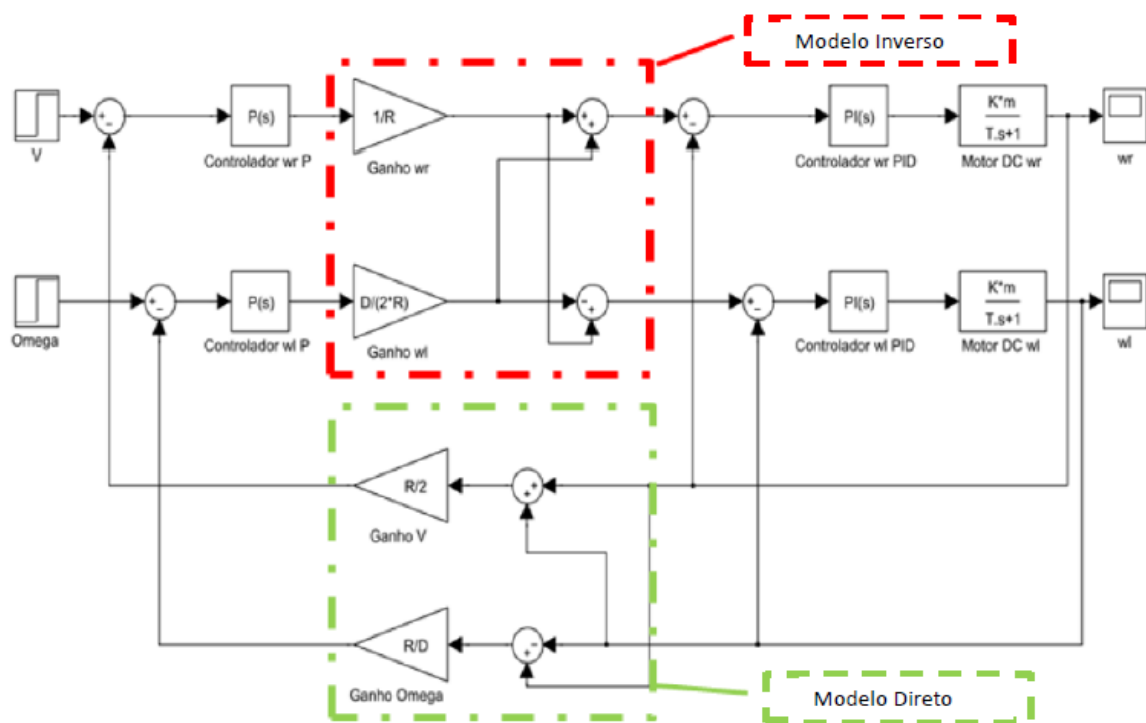 Modelo Inverso
V
P(s)
Controlador wr P
1/R
Ganho wr
PI(s)
Controlador wr PID
K*m
T.s+1
Motor DC wr
wr
Omega
P(s)
Controlador wl P
D/(2*R)
Ganho wl
PI(s)
Controlador wl PID
K*m
T.s+1
Motor DC wl
wl
R/2
Ganho V
R/D
Ganho Omega
Modelo Direto